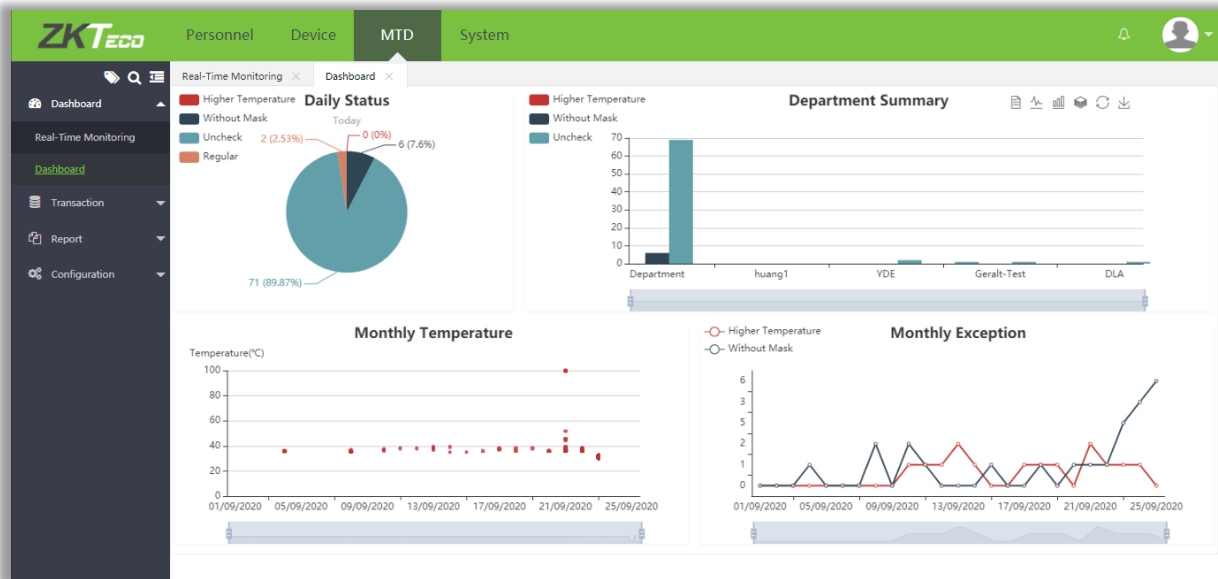 ZKTeco
Personnel
Device
MTD
System
Real-Time Monitoring ×
Dashboard ×
Dashboard
Real-Time Monitoring
Dashboard
Transaction
Report
Configuration
Daily Status
Today
Higher Temperature
Without Mask
Uncheck
Regular
2 (2.53%)
0 (0%)
6 (7.6%)
71 (89.87%)
Department Summary
Higher Temperature
Without Mask
Uncheck
70
60
50
40
30
20
10
0
Department
huang1
YDE
Geralt-Test
DLA
Monthly Temperature
Temperature(℃)
100
80
60
40
20
0
01/09/2020
05/09/2020
09/09/2020
13/09/2020
17/09/2020
21/09/2020
25/09/2020
Monthly Exception
Higher Temperature
Without Mask
6
3
5
2
1
0
01/09/2020
05/09/2020
09/09/2020
13/09/2020
17/09/2020
21/09/2020
25/09/2020